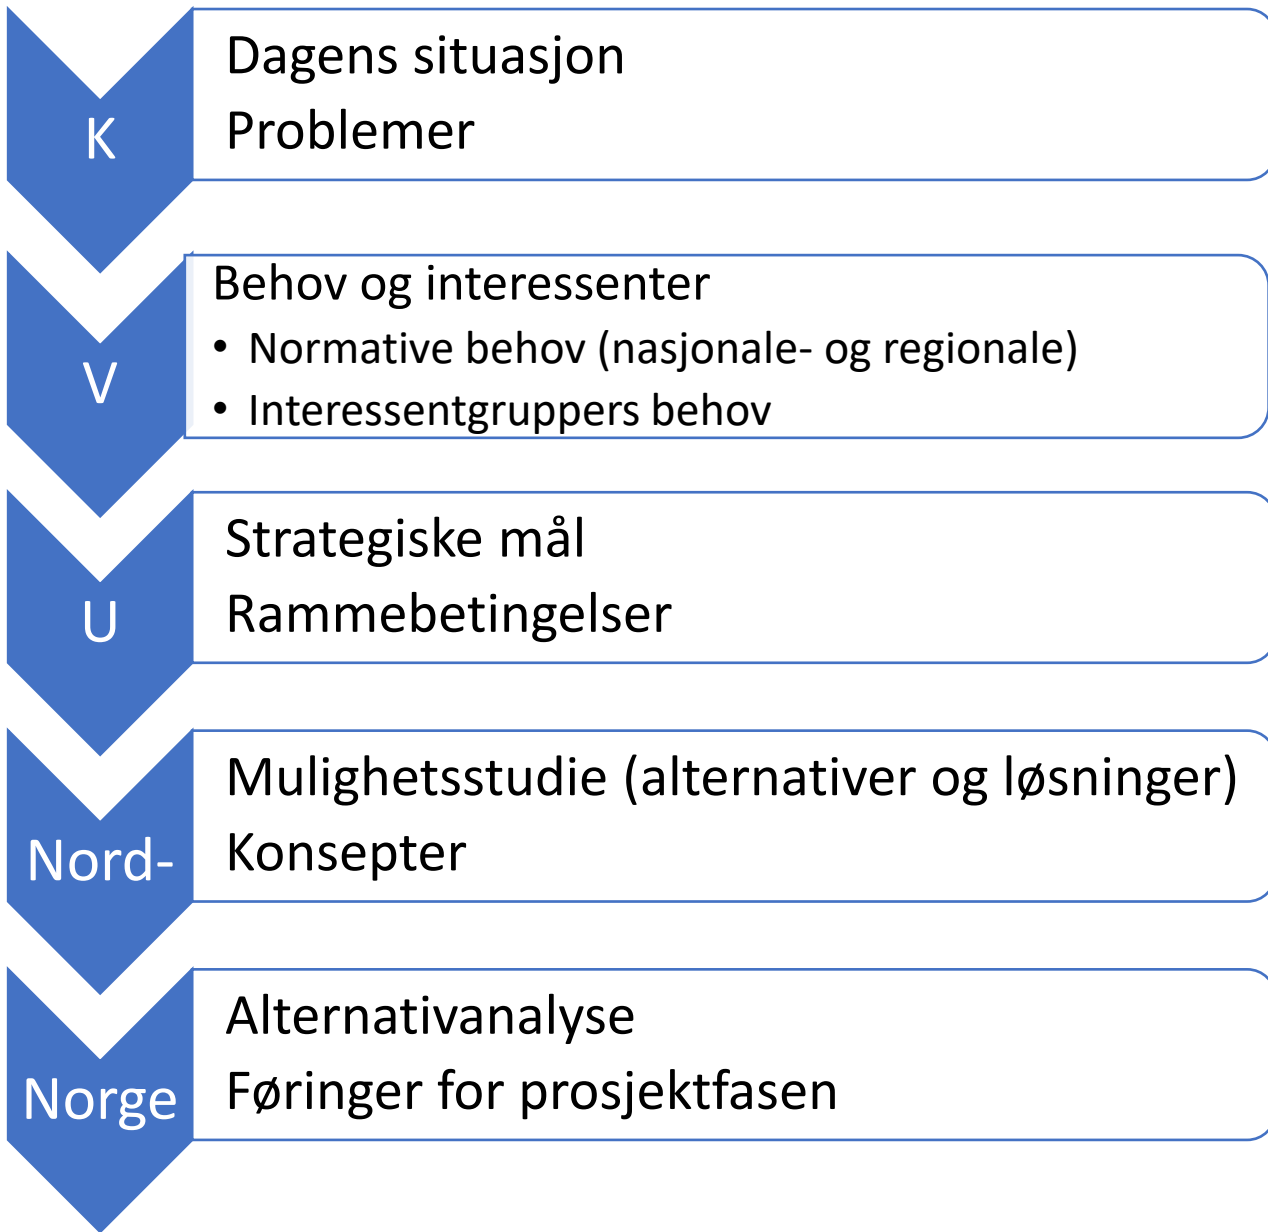 K
Dagens situasjon
Problemer
V
Behov og interessenter
• Normative behov (nasjonale- og regionale)
• Interessentgruppers behov
U
Strategiske mål
Rammebetingelser
Nord-
Mulighetsstudie (alternativer og løsninger)
Konsepter
Norge
Alternativanalyse
Føringer for prosjektfasen